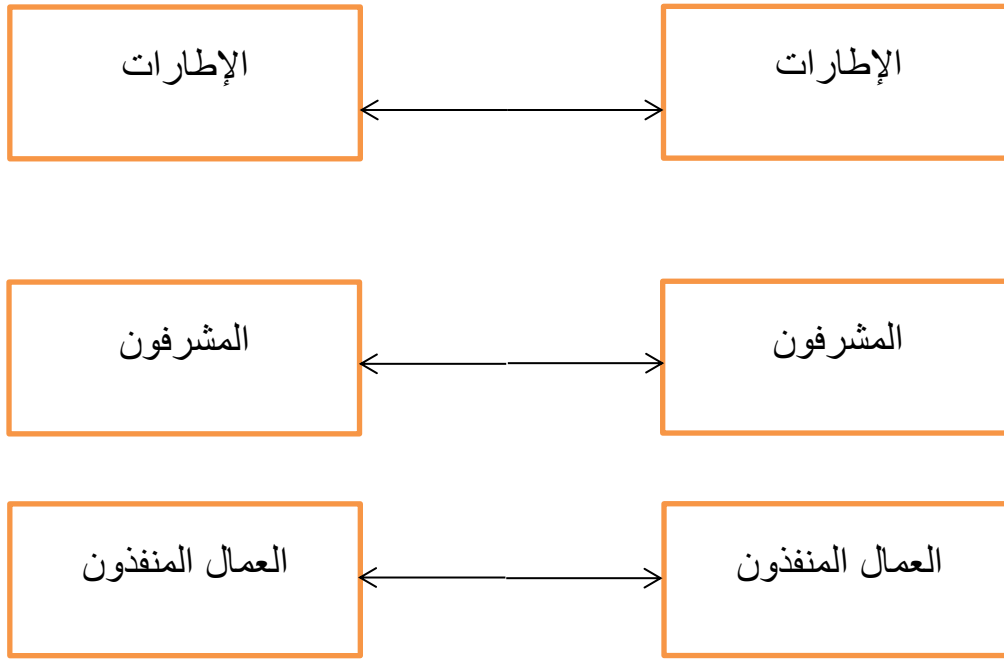 الإطارات
الإطارات
المشرفون
المشرفون
العمال المنفذون
العمال المنفذون